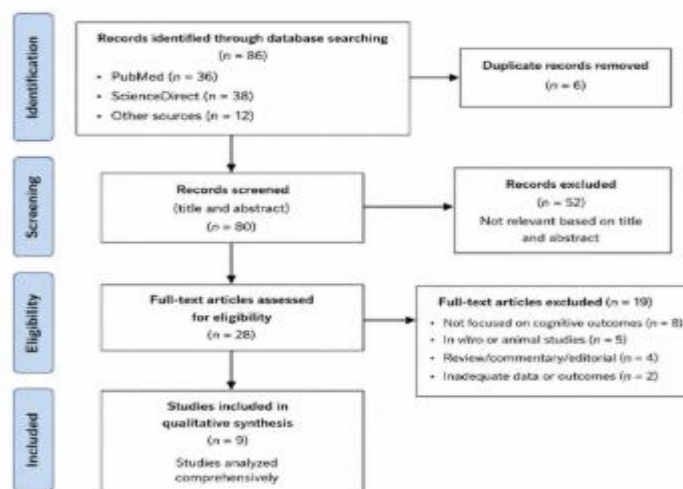 Identification
Records identified through database searching
(n = 86)
• PubMed (n = 36)
• ScienceDirect (n = 38)
• Other sources (n = 12)
Duplicate records removed
(n = 6)
Screening
Records screened
(title and abstract)
(n = 80)
Records excluded
(n = 52)
Not relevant based on title
and abstract
Eligibility
Full-text articles assessed
for eligibility
(n = 28)
Full-text articles excluded (n = 19)
• Not focused on cognitive outcomes (n = 8)
• In vitro or animal studies (n = 5)
• Review/commentary/editorial (n = 4)
• Inadequate data or outcomes (n = 2)
Included
Studies included in
qualitative synthesis
(n = 9)
Studies analyzed
comprehensively